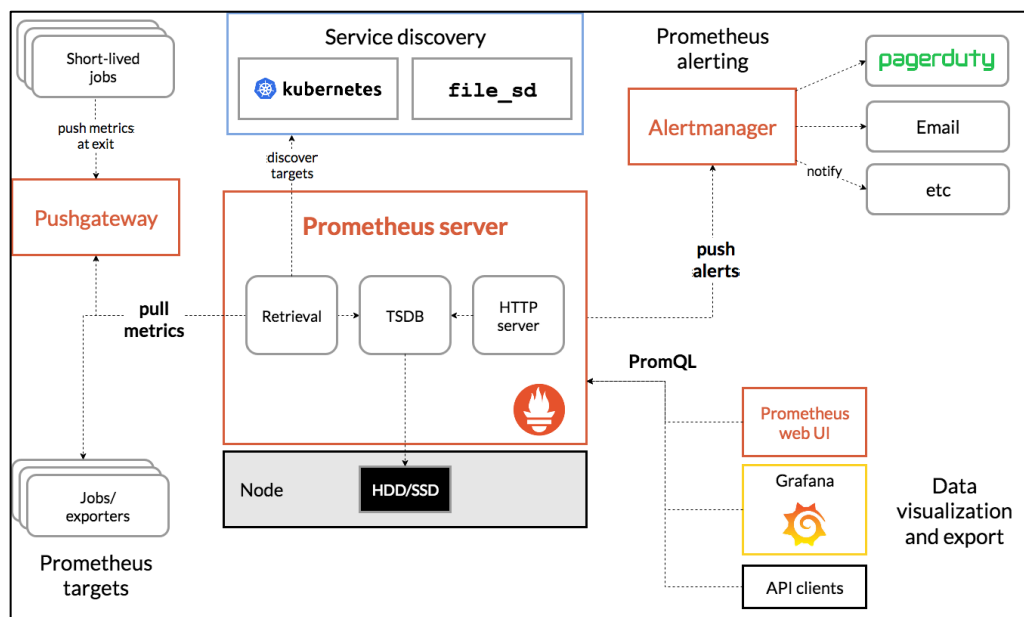 Short-lived
jobs
push metrics
at exit
Pushgateway
Service discovery
kubernetes
file_sd
discover
targets
Prometheus
alerting
Alertmanager
pagerduty
Email
notify
etc
Prometheus server
Retrieval
TSDB
HTTP
server
pull
metrics
push
alerts
PromQL
Node
HDD/SSD
Jobs/
exporters
Prometheus
targets
Prometheus
web UI
Grafana
API clients
Data
visualization
and export